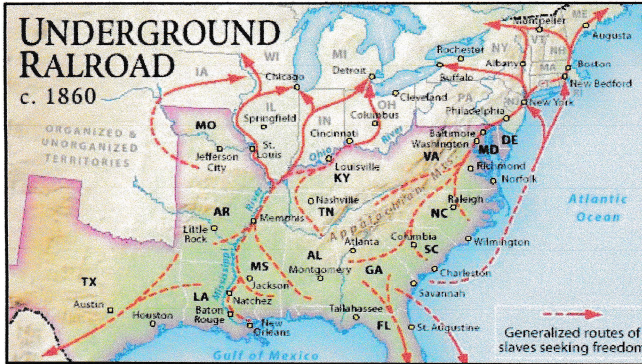 UNDERGROUND
RALROAD
c. 1860
ORGANIZED &
UNORGANIZED
TERRITORIES
IA
WI
MI
IL
IN
OH
PA
NY
VT
NH
ME
MA
NJ
MO
KY
VA
MD
DE
AR
TN
NC
SC
TX
LA
MS
AL
GA
FL
Montpelier
Augusta
Rochester
Albany
Boston
Buffalo
New Bedford
Chicago
Detroit
Cleveland
New York
Philadelphia
Springfield
Columbus
Baltimore
Washington
Cincinnati
Jefferson
City
St.
Louis
Ohio
River
Louisville
Richmond
Norfolk
Nashville
Appalachian Mts.
Raleigh
Atlantic
Ocean
Little
Rock
Memphis
River
Mississippi
Atlanta
Columbia
Wilmington
Montgomery
Charleston
Jackson
Savannah
Natchez
Austin
Houston
Baton
Rouge
New
Orleans
Tallahassee
St. Augustine
Gulf of Mexico
Generalized routes of
slaves seeking freedom